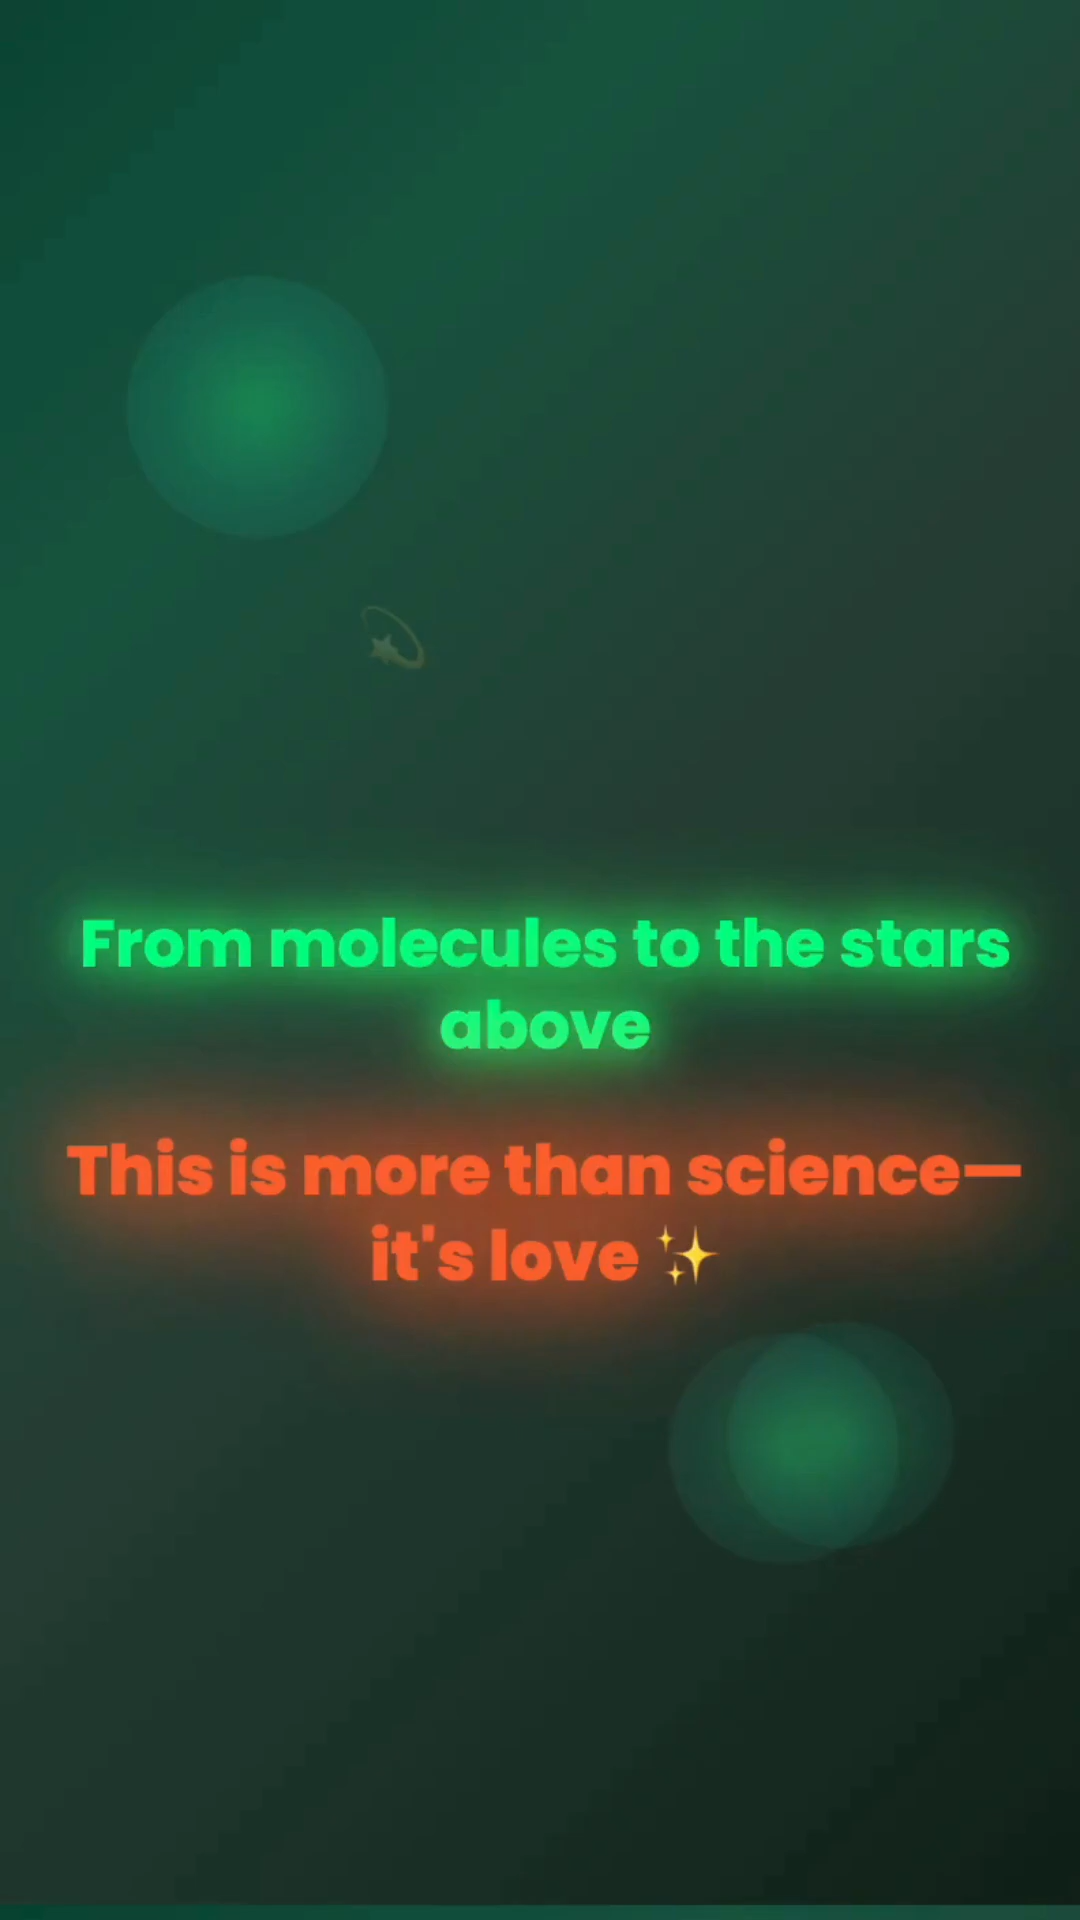 From molecules to the stars
above
This is more than science—
it's love ✨